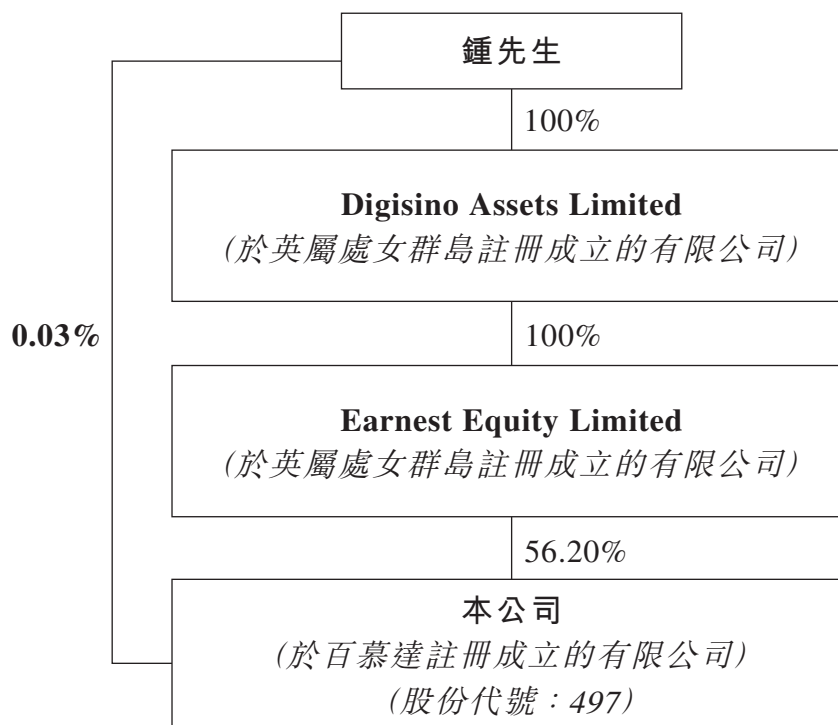 鍾先生
100%
Digisino Assets Limited
(於英屬處女群島註冊成立的有限公司)
0.03%
100%
Earnest Equity Limited
(於英屬處女群島註冊成立的有限公司)
56.20%
本公司
(於百慕達註冊成立的有限公司)
(股份代號：497)